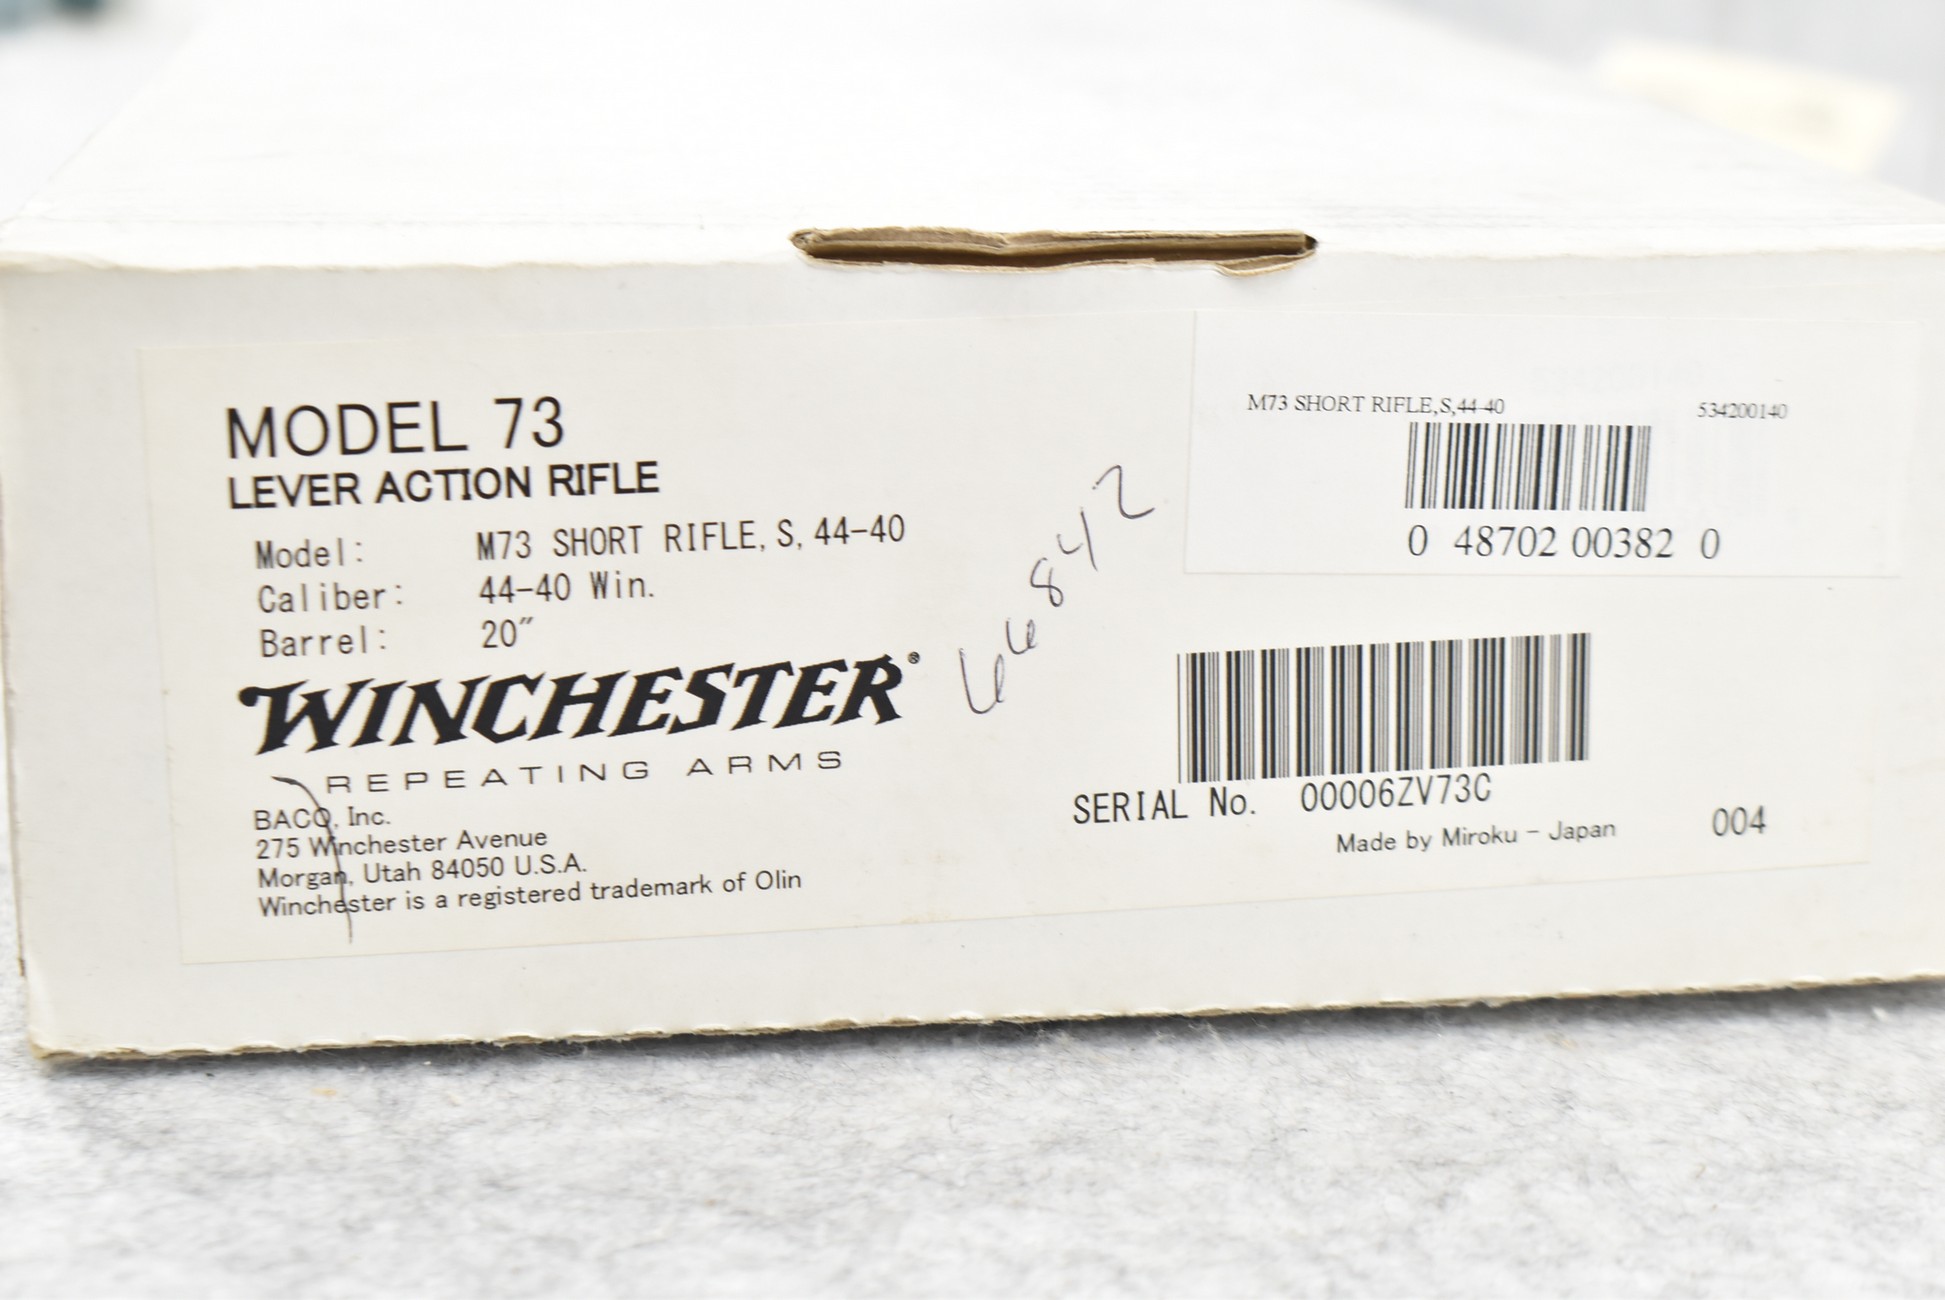 MODEL 73
LEVER ACTION RIFLE
Model: M73 SHORT RIFLE, S, 44-40
Caliber: 44-40 Win.
Barrel: 20"
WINCHESTER®
REPEATING ARMS
BACO, Inc.
275 Winchester Avenue
Morgan, Utah 84050 U.S.A.
Winchester is a registered trademark of Olin
66842
M73 SHORT RIFLE,S,44-40 534200140
0 48702 00382 0
SERIAL No. 00006ZV73C
Made by Miroku - Japan 004